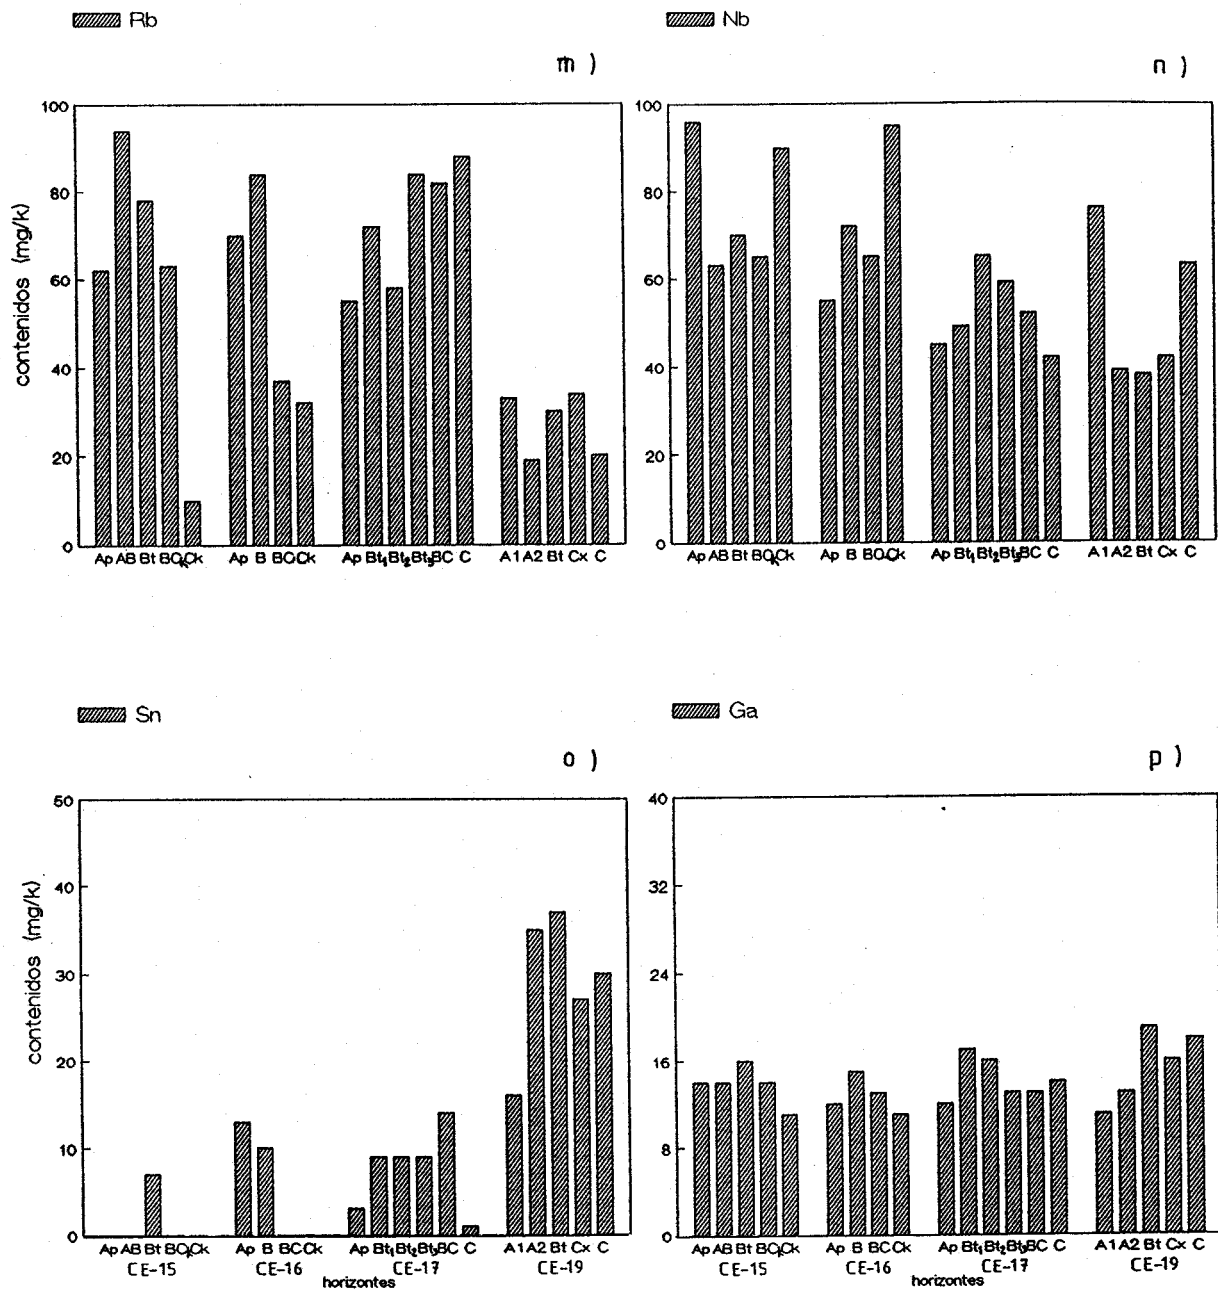 Rb
m )
contenidos (mg/k)
100
80
60
40
20
0
Ap AB Bt BCk Ck
Ap B BC Ck
Ap Bt1 Bt2 Bt3 BC C
A1 A2 Bt Cx C
Nb
n )
100
80
60
40
20
0
Ap AB Bt BCk Ck
Ap B BC Ck
Ap Bt1 Bt2 Bt3 BC C
A1 A2 Bt Cx C
Sn
o )
contenidos (mg/k)
50
40
30
20
10
0
Ap AB Bt BCk Ck
Ap B BC Ck
Ap Bt1 Bt2 Bt3 BC C
A1 A2 Bt Cx C
CE-15 CE-16 CE-17 CE-19
horizontes
Ga
p )
40
32
24
16
8
0
Ap AB Bt BCk Ck
Ap B BC Ck
Ap Bt1 Bt2 Bt3 BC C
A1 A2 Bt Cx C
CE-15 CE-16 CE-17 CE-19
horizontes